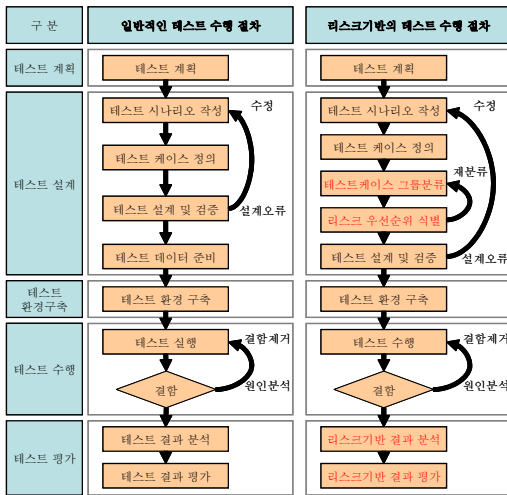 구 분
일반적인 테스트 수행 절차
리스크기반의 테스트 수행 절차
테스트 계획
테스트 계획
테스트 계획
테스트 설계
테스트 시나리오 작성
수정
테스트 케이스 정의
테스트 설계 및 검증
설계오류
테스트 데이터 준비
테스트 시나리오 작성
수정
테스트 케이스 정의
테스트케이스 그룹분류
재분류
리스크 우선순위 식별
테스트 설계 및 검증
설계오류
테스트
환경구축
테스트 환경 구축
테스트 환경 구축
테스트 수행
테스트 실행
결함제거
결함
원인분석
테스트 수행
결함제거
결함
원인분석
테스트 평가
테스트 결과 분석
테스트 결과 평가
리스크기반 결과 분석
리스크기반 결과 평가